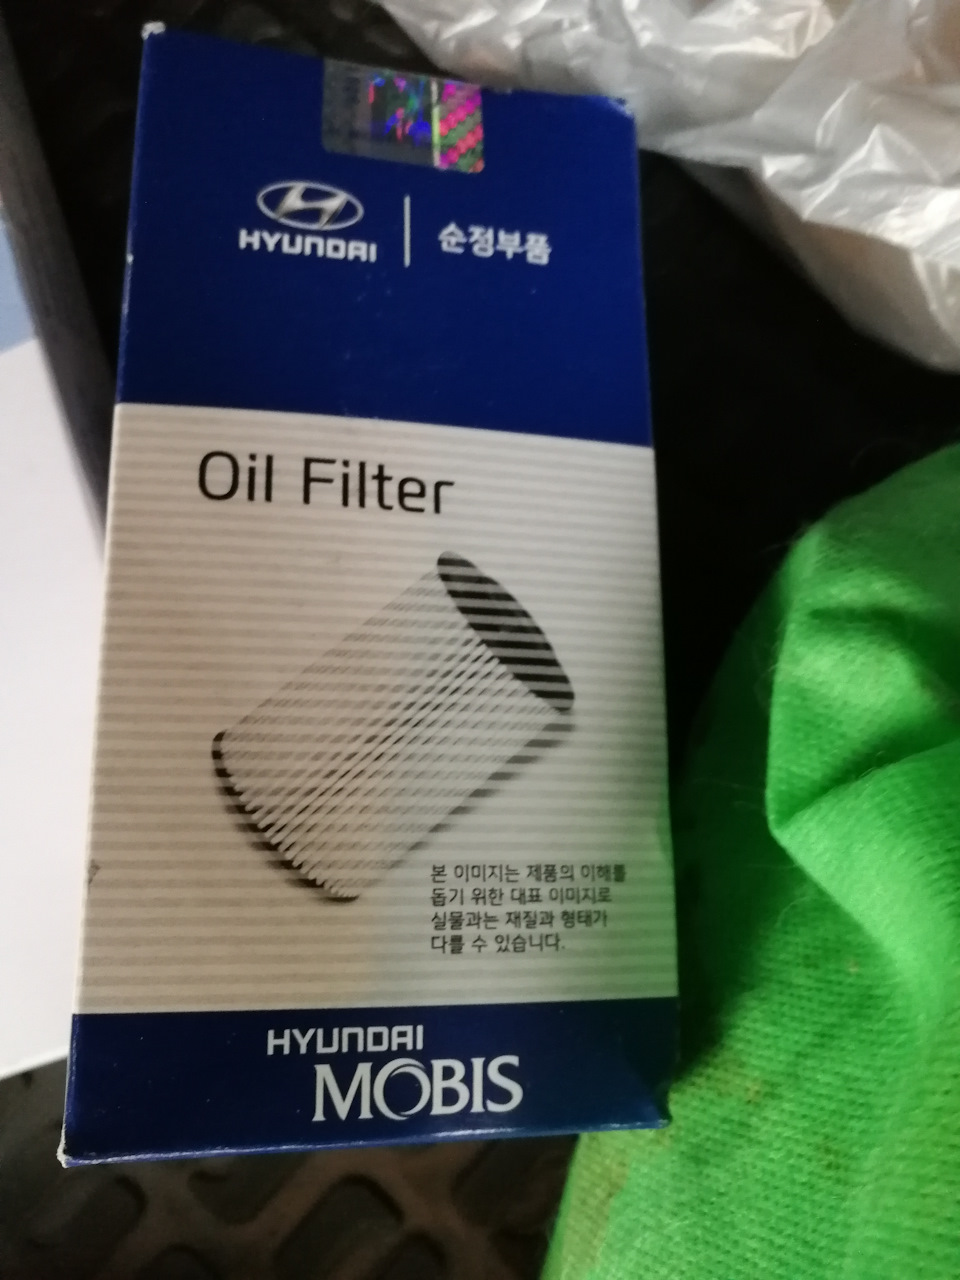 HYUNDAI
순정부품
Oil Filter
본 이미지는 제품의 이해를
돕기 위한 대표 이미지로
실물과는 재질과 형태가
다를 수 있습니다.
HYUNDAI
MOBIS